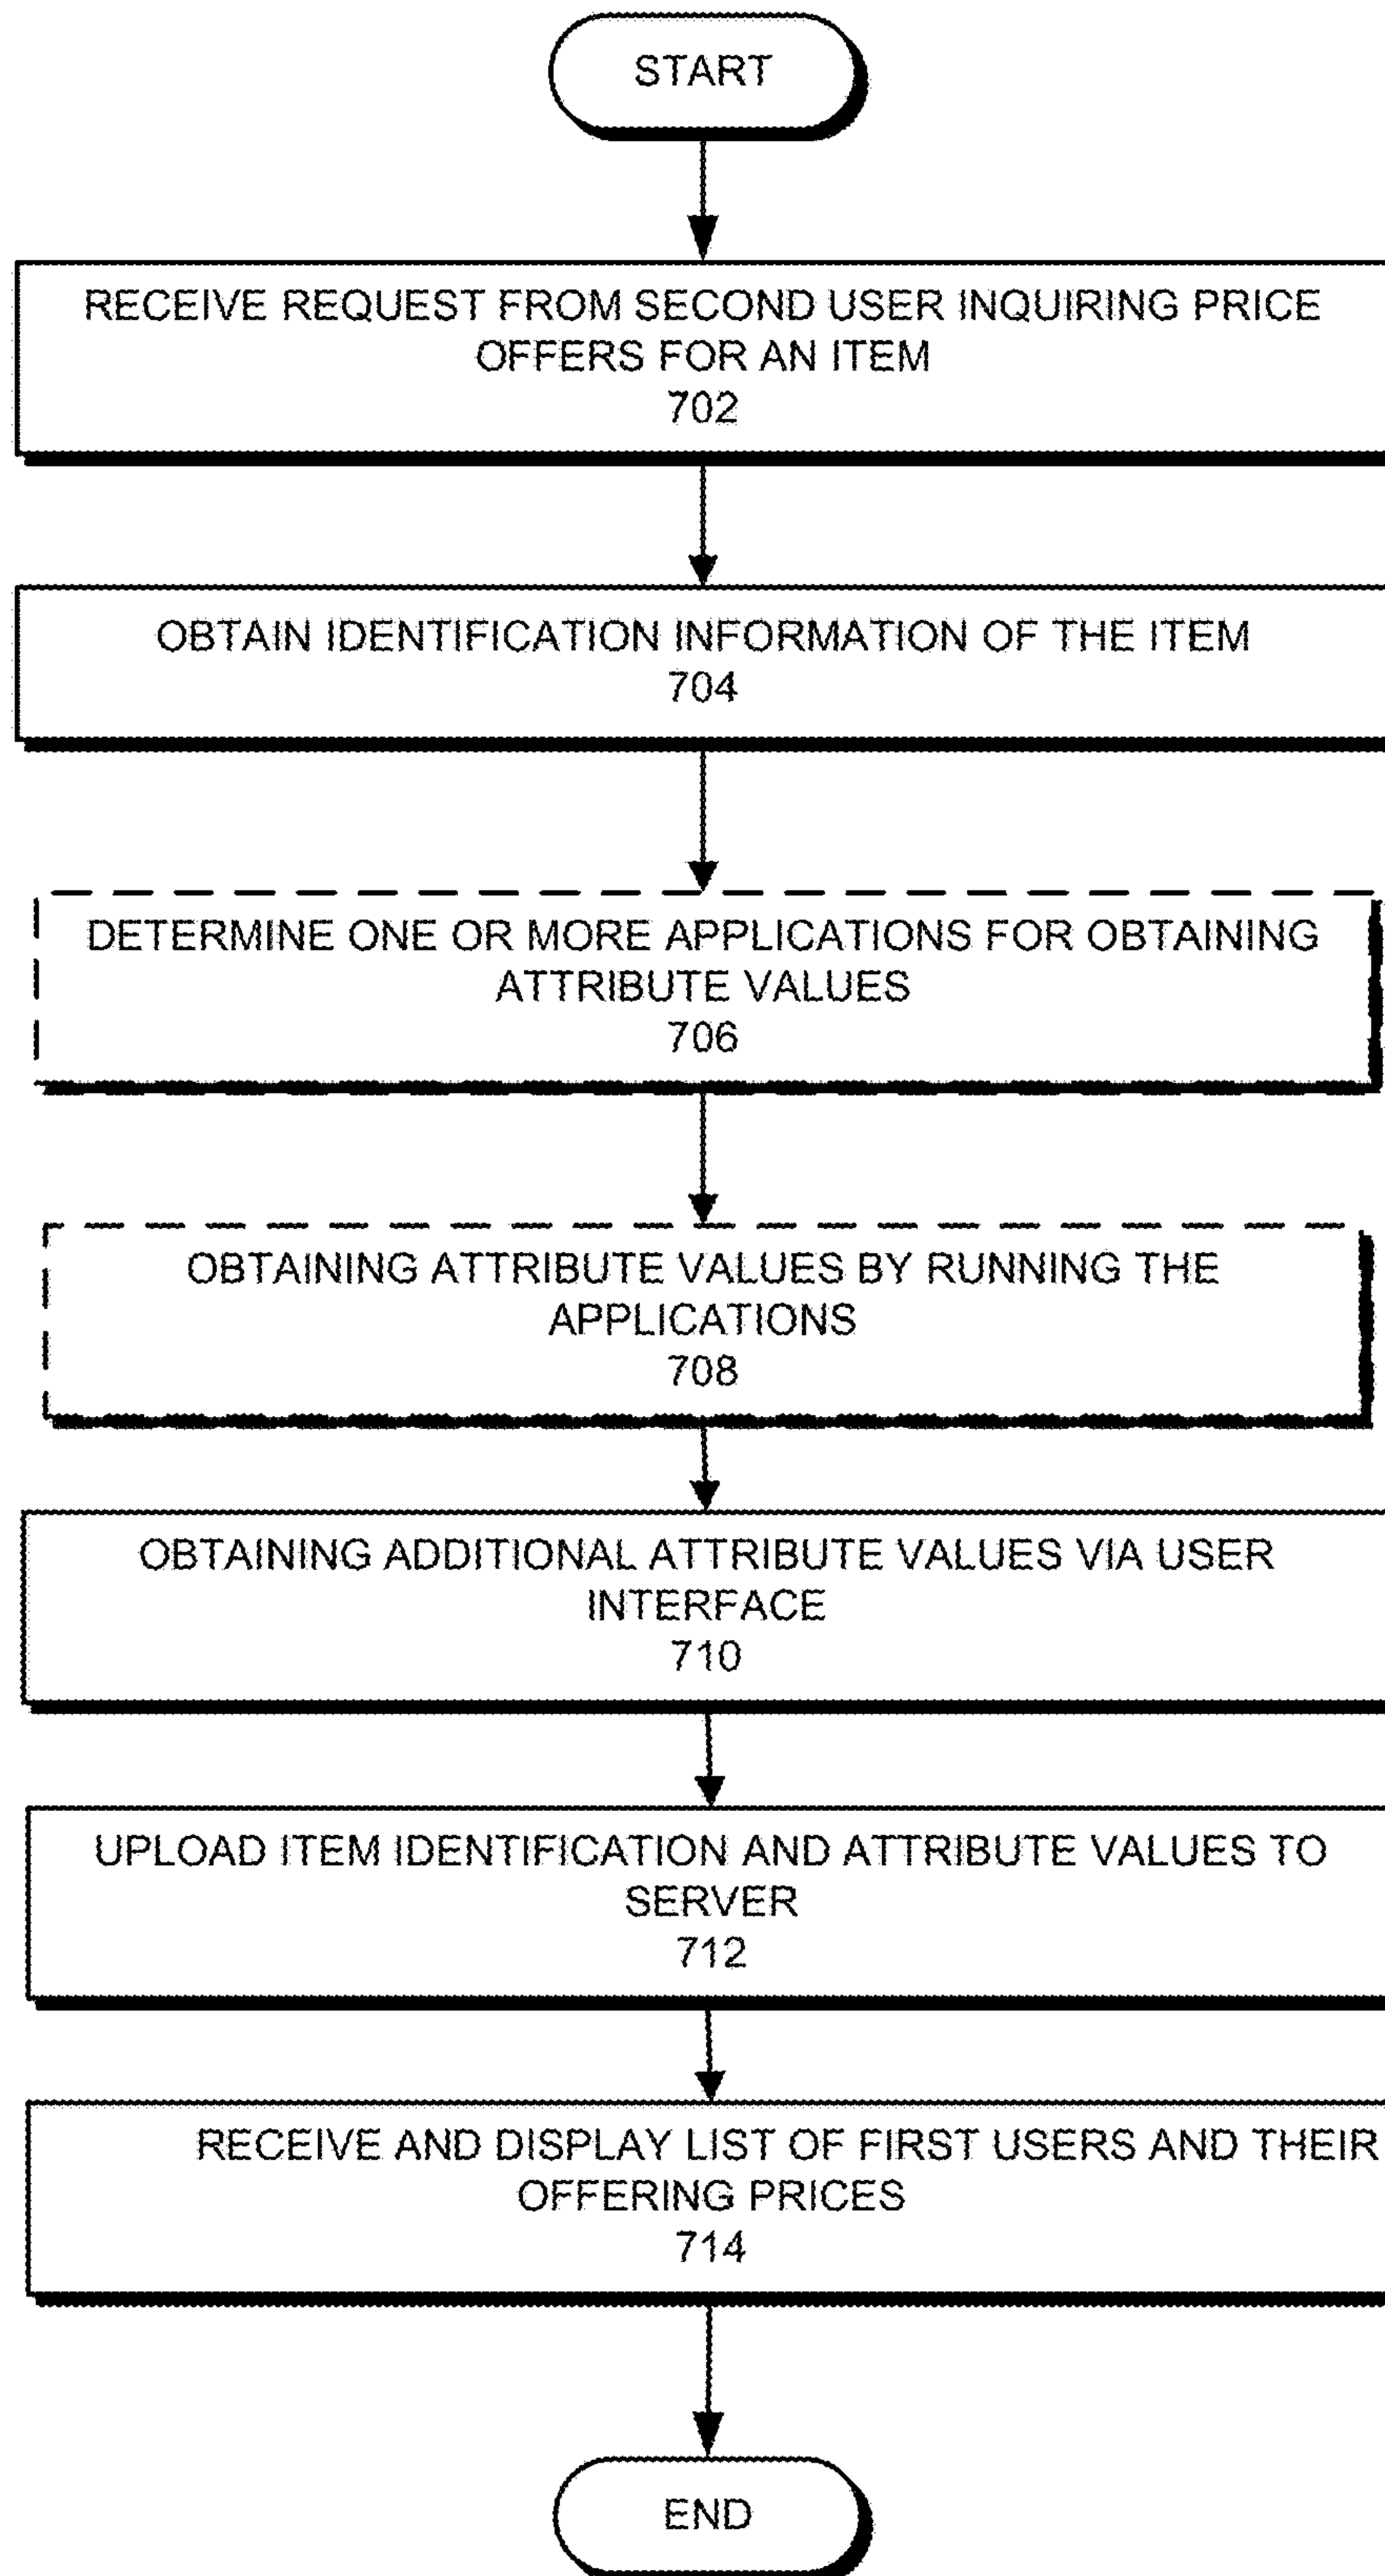 START
RECEIVE REQUEST FROM SECOND USER INQUIRING PRICE
OFFERS FOR AN ITEM
702
OBTAIN IDENTIFICATION INFORMATION OF THE ITEM
704
DETERMINE ONE OR MORE APPLICATIONS FOR OBTAINING
ATTRIBUTE VALUES
706
OBTAINING ATTRIBUTE VALUES BY RUNNING THE
APPLICATIONS
708
OBTAINING ADDITIONAL ATTRIBUTE VALUES VIA USER
INTERFACE
710
UPLOAD ITEM IDENTIFICATION AND ATTRIBUTE VALUES TO
SERVER
712
RECEIVE AND DISPLAY LIST OF FIRST USERS AND THEIR
OFFERING PRICES
714
END